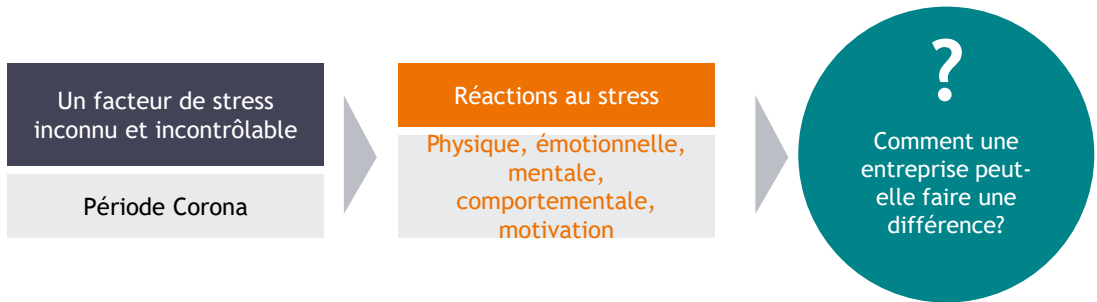 Un facteur de stress
inconnu et incontrôlable
Période Corona
Réactions au stress
Physique, émotionnelle,
mentale,
comportementale,
motivation
?
Comment une
entreprise peut-
elle faire une
différence?